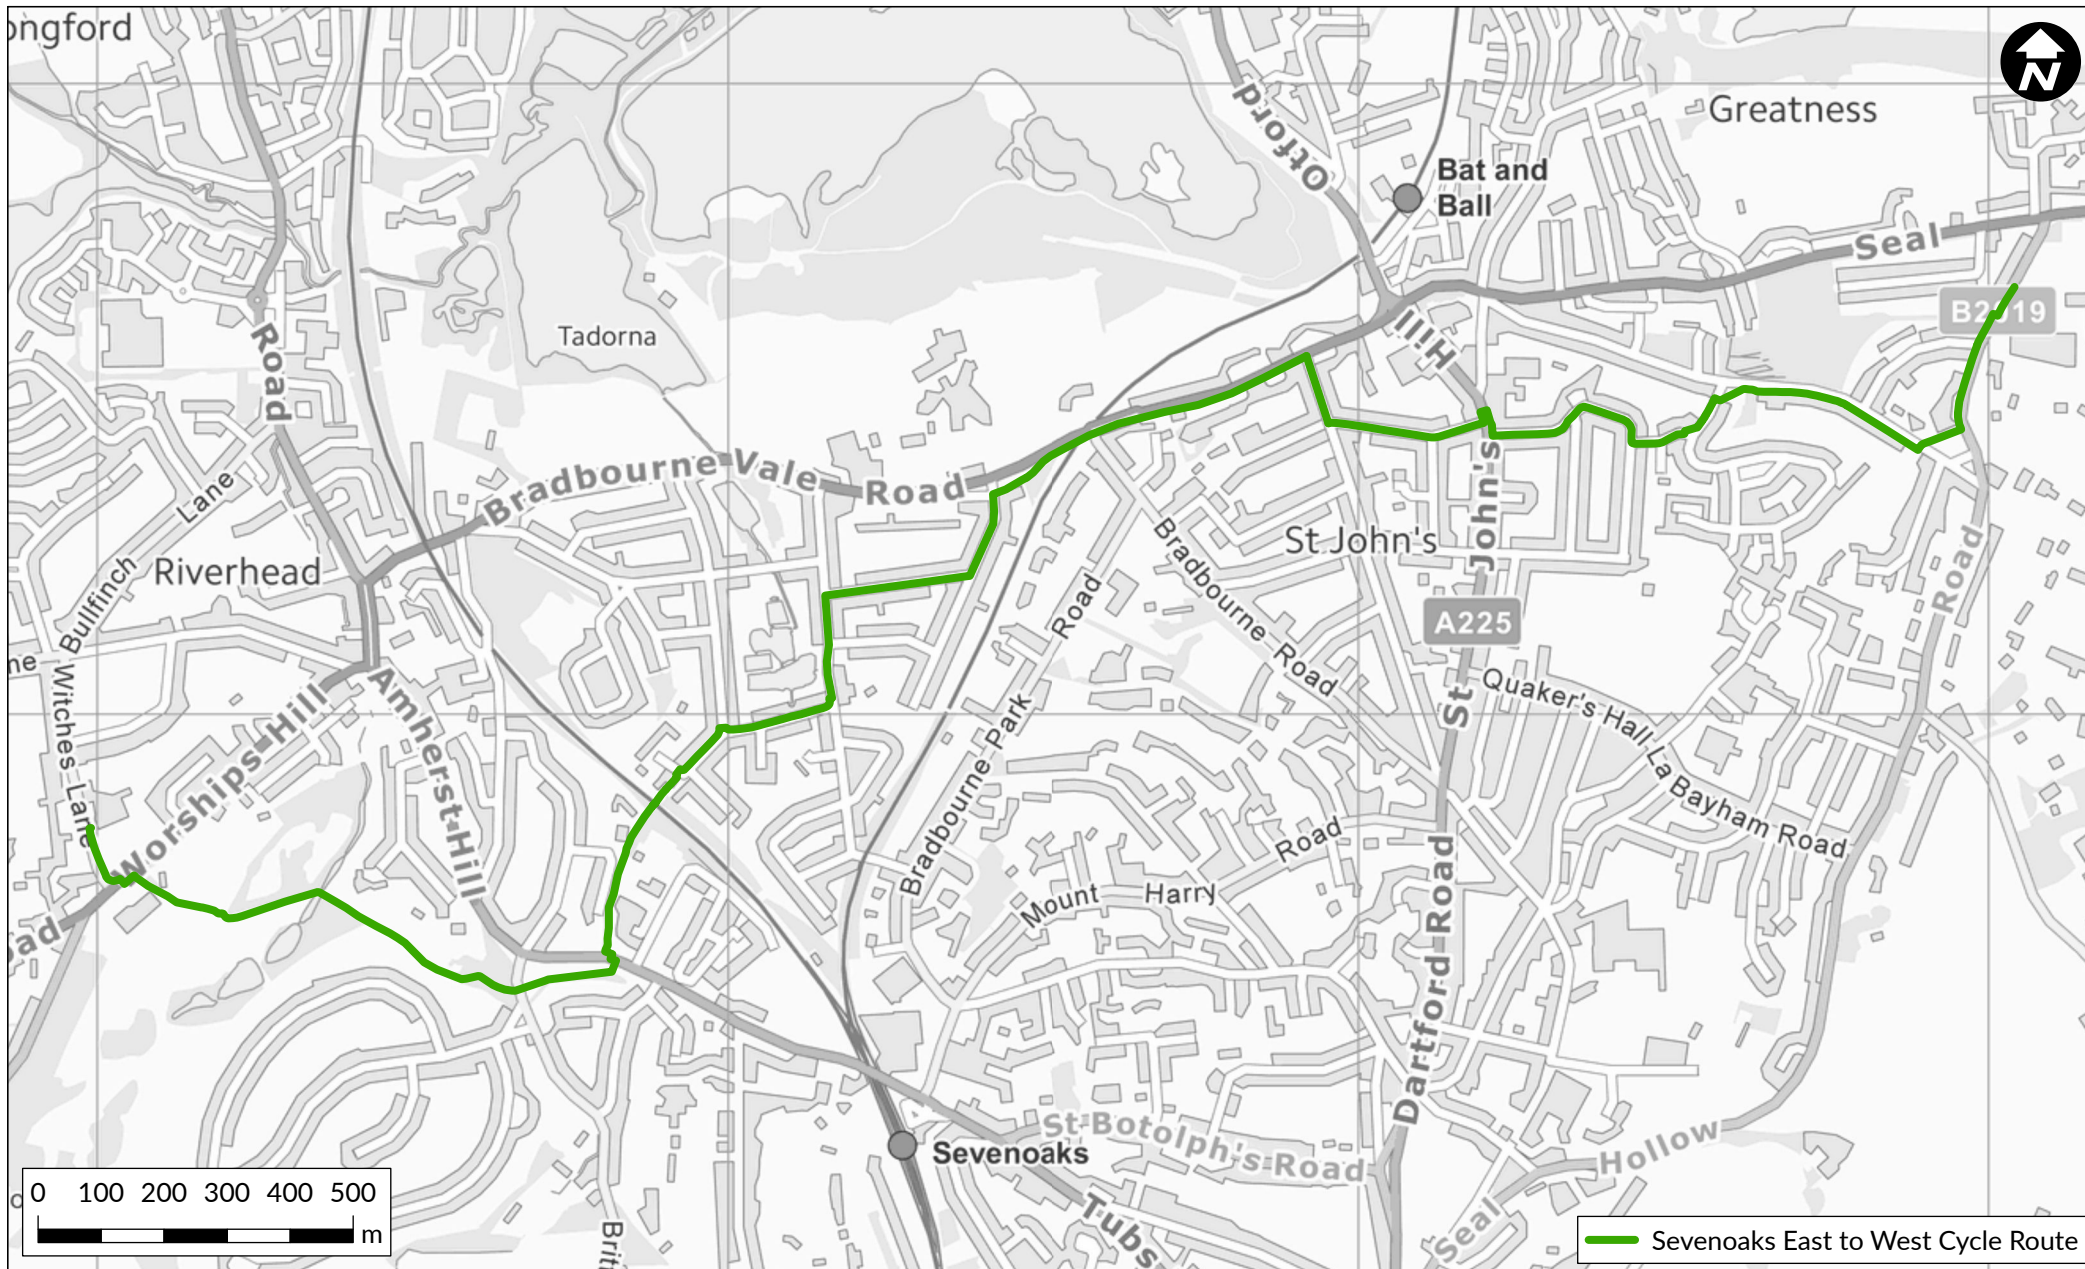 ongford
N
Greatness
Otford
Bat and
Ball
Seal
Tadorna
Hill
Road
Bradbourne Vale Road
Lane
St John's
Bullfinch
Riverhead
Bradbourne Road
St John's
Road
Road
A225
Witches Lane
Quaker's Hall La
Amherst Hill
Worships Hill
Bradbourne Park
Bayham Road
Road
Mount Harry
Dartford Road
oad
St Botolph's Road
Sevenoaks
Hollow
Seal
Tubs
Brit
0 100 200 300 400 500
m
Sevenoaks East to West Cycle Route